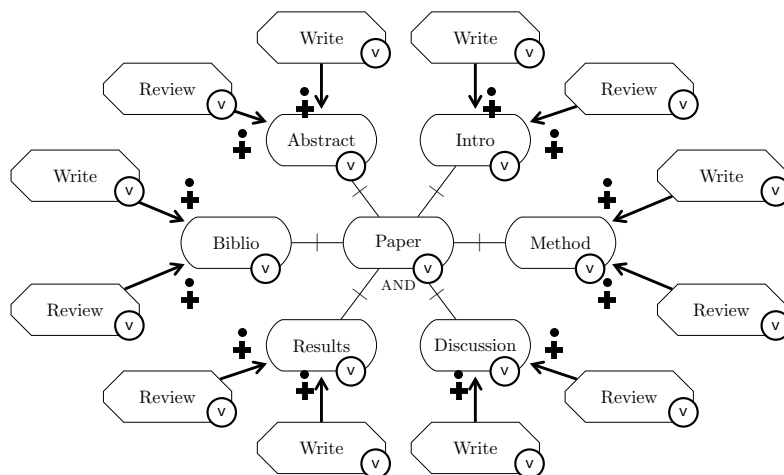 Write
v
Write
v
Review
v
Review
v
Abstract
v
Intro
v
Write
v
Write
v
Biblio
v
Paper
v
AND
Method
v
Review
v
Review
v
Results
v
Discussion
v
Review
v
Review
v
Write
v
Write
v